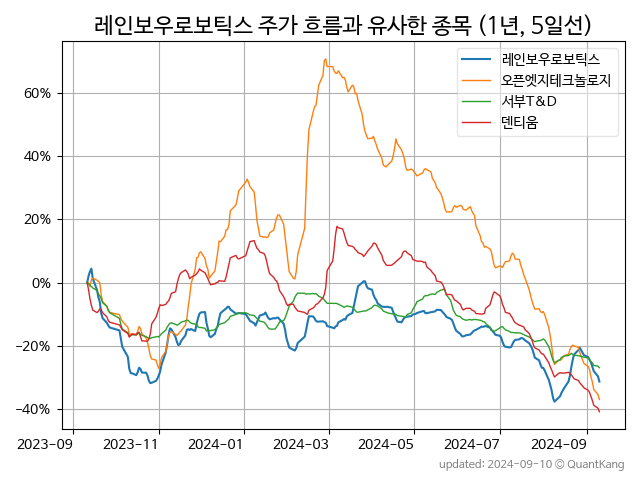 레인보우로보틱스 주가 흐름과 유사한 종목 (1년, 5일선)
레인보우로보틱스
오픈엣지테크놀로지
서부T&D
덴티움
60%
40%
20%
0%
−20%
−40%
2023-09 2023-11 2024-01 2024-03 2024-05 2024-07 2024-09
updated: 2024-09-10 © QuantKang